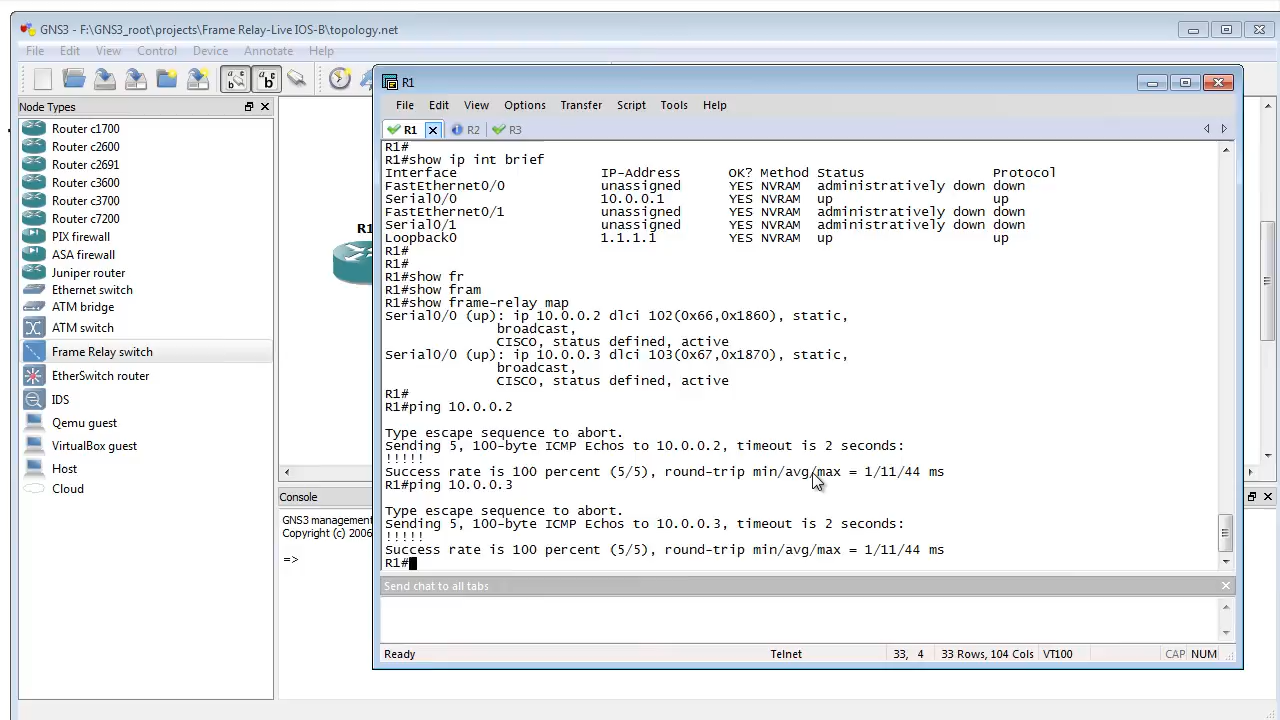 GNS3 - F:\GNS3_root\projects\Frame Relay-Live IOS-B\topology.net
File Edit View Control Device Annotate Help
Node Types
Router c1700
Router c2600
Router c2691
Router c3600
Router c3700
Router c7200
PIX firewall
ASA firewall
Juniper router
Ethernet switch
ATM bridge
ATM switch
Frame Relay switch
EtherSwitch router
IDS
Qemu guest
VirtualBox guest
Host
Cloud
R1
Console
GNS3 managemen
Copyright (c) 2006
=>
R1
File Edit View Options Transfer Script Tools Help
R1 R2 R3
R1#
R1#show ip int brief
Interface IP-Address OK? Method Status Protocol
FastEthernet0/0 unassigned YES NVRAM administratively down down
Serial0/0 10.0.0.1 YES NVRAM up up
FastEthernet0/1 unassigned YES NVRAM administratively down down
Serial0/1 unassigned YES NVRAM administratively down down
Loopback0 1.1.1.1 YES NVRAM up up
R1#
R1#
R1#show fr
R1#show fram
R1#show frame-relay map
Serial0/0 (up): ip 10.0.0.2 dlci 102(0x66,0x1860), static,
broadcast,
CISCO, status defined, active
Serial0/0 (up): ip 10.0.0.3 dlci 103(0x67,0x1870), static,
broadcast,
CISCO, status defined, active
R1#
R1#ping 10.0.0.2
Type escape sequence to abort.
Sending 5, 100-byte ICMP Echos to 10.0.0.2, timeout is 2 seconds:
!!!!!
Success rate is 100 percent (5/5), round-trip min/avg/max = 1/11/44 ms
R1#ping 10.0.0.3
Type escape sequence to abort.
Sending 5, 100-byte ICMP Echos to 10.0.0.3, timeout is 2 seconds:
!!!!!
Success rate is 100 percent (5/5), round-trip min/avg/max = 1/11/44 ms
R1#
Send chat to all tabs
Ready Telnet 33, 4 33 Rows, 104 Cols VT100 CAP NUM